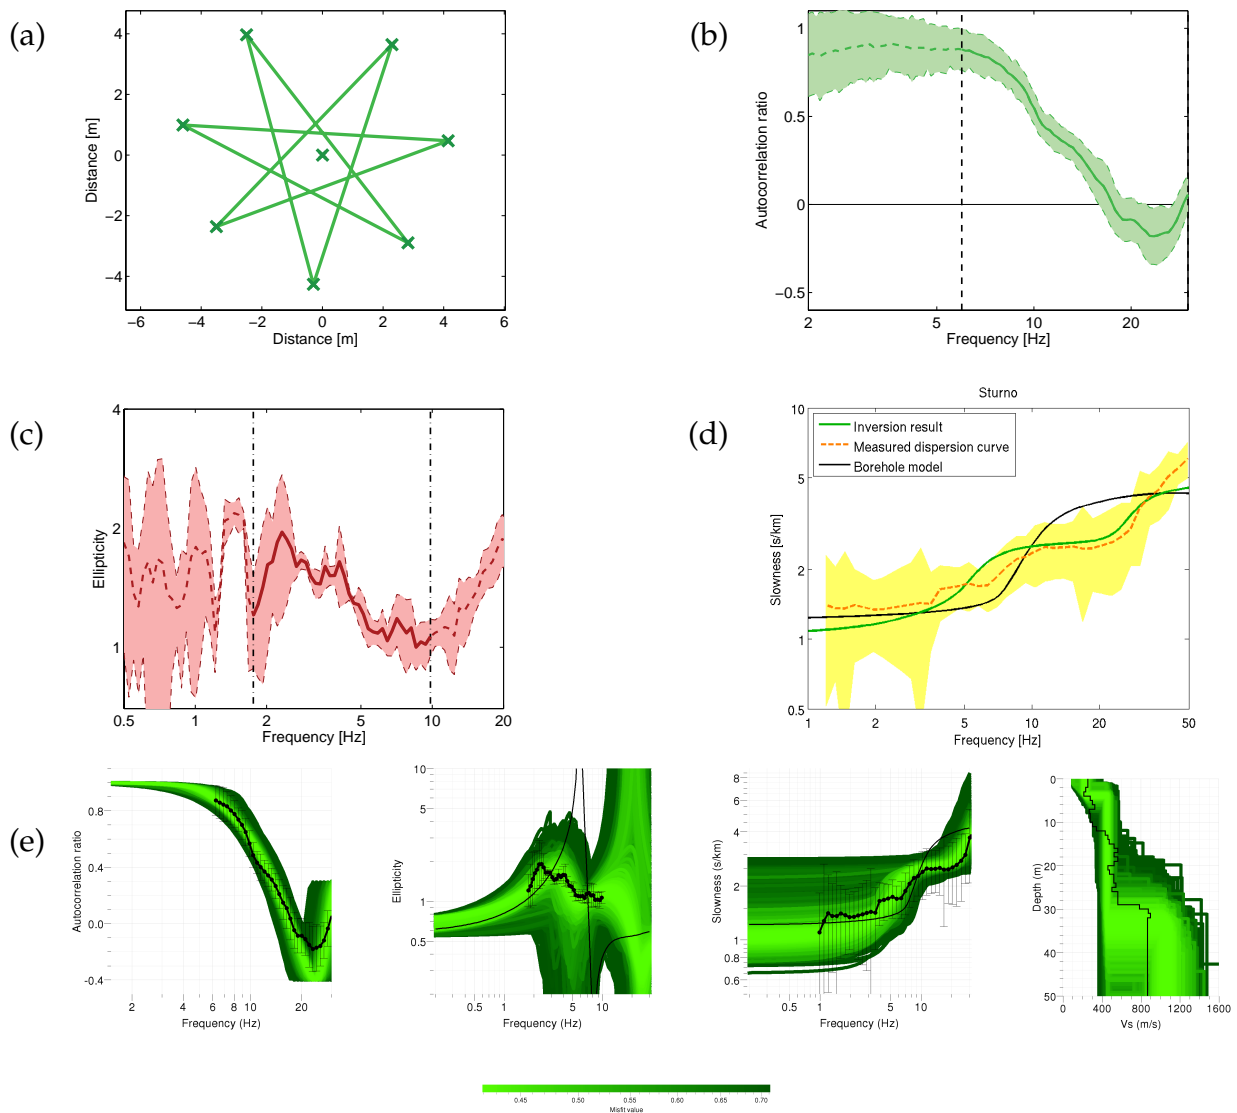 (a)
4
2
0
−2
−4
Distance [m]
−6 −4 −2 0 2 4 6
Distance [m]
(b)
1
0.5
0
−0.5
Autocorrelation ratio
2 5 10 20
Frequency [Hz]
(c)
4
2
1
Ellipticity
0.5 1 2 5 10 20
Frequency [Hz]
(d)
Sturno
Inversion result
Measured dispersion curve
Borehole model
10
5
2
1
0.5
Slowness [s/km]
1 2 5 10 20 50
Frequency [Hz]
(e)
0.8
0.4
0.0
-0.4
Autocorrelation ratio
2 4 6 8 10 20
Frequency (Hz)
10
5
1
0.5
Ellipticity
0.5 1 5 10
Frequency (Hz)
8
6
4
2
1
0.8
0.6
Slowness (s/km)
0.5 1 5 10
Frequency (Hz)
0
10
20
30
40
50
Depth (m)
0 400 800 1200 1600
Vs (m/s)
0.45 0.50 0.55 0.60 0.65 0.70
Misfit value